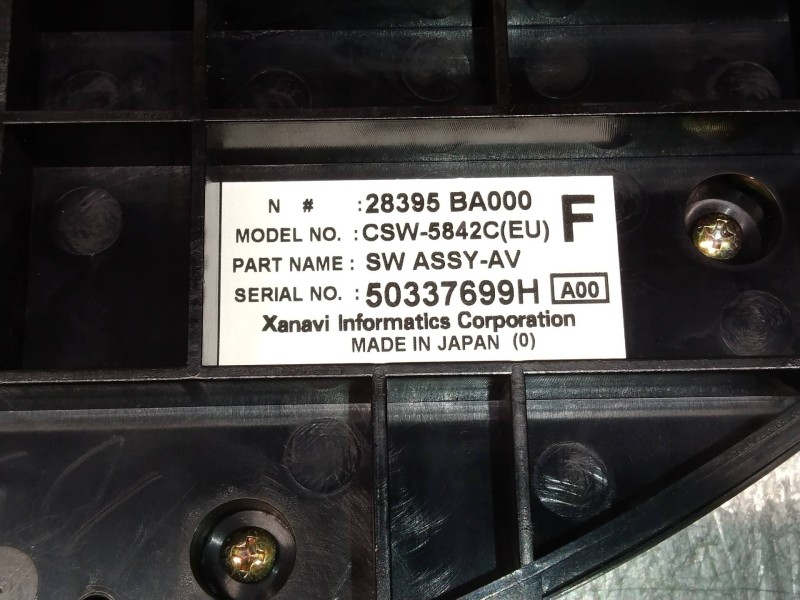 N # : 28395 BA000 F
MODEL NO. : CSW-5842C(EU)
PART NAME : SW ASSY-AV
SERIAL NO. : 50337699H A00
Xanavi Informatics Corporation
MADE IN JAPAN (0)